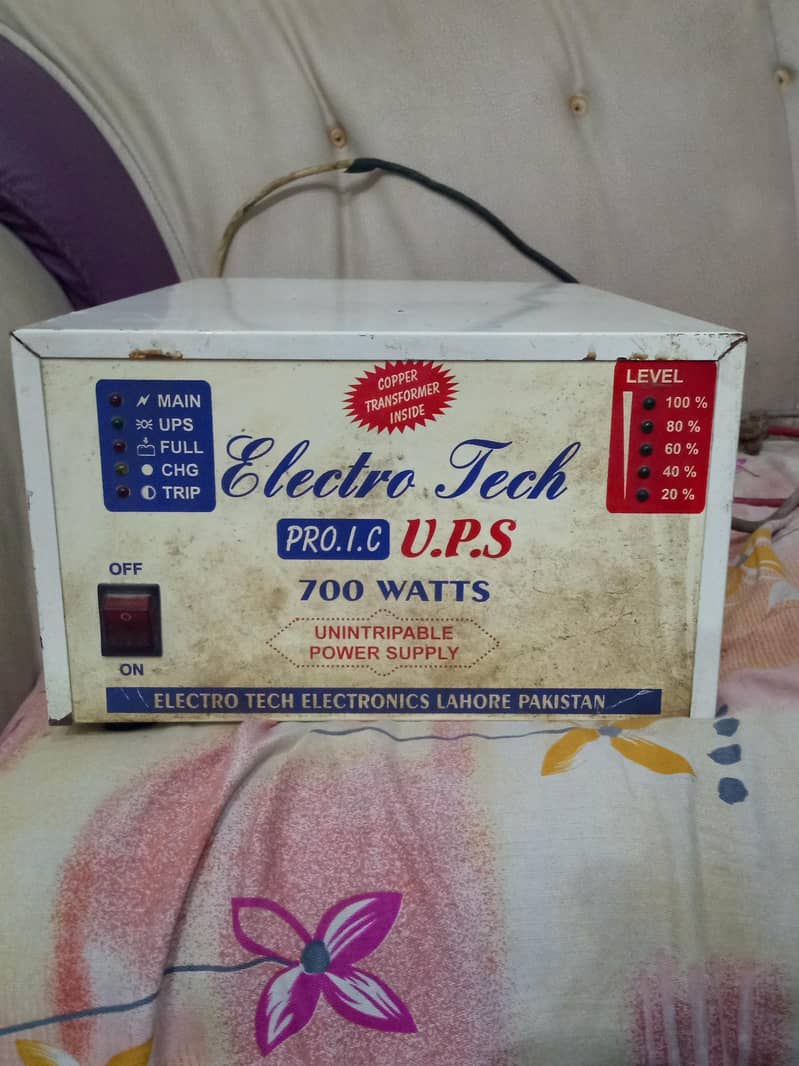 MAIN
UPS
FULL
CHG
TRIP
COPPER
TRANSFORMER
INSIDE
LEVEL
100 %
80 %
60 %
40 %
20 %
Electro Tech
PRO.I.C U.P.S
700 WATTS
UNINTRIPABLE
POWER SUPPLY
OFF
ON
ELECTRO TECH ELECTRONICS LAHORE PAKISTAN